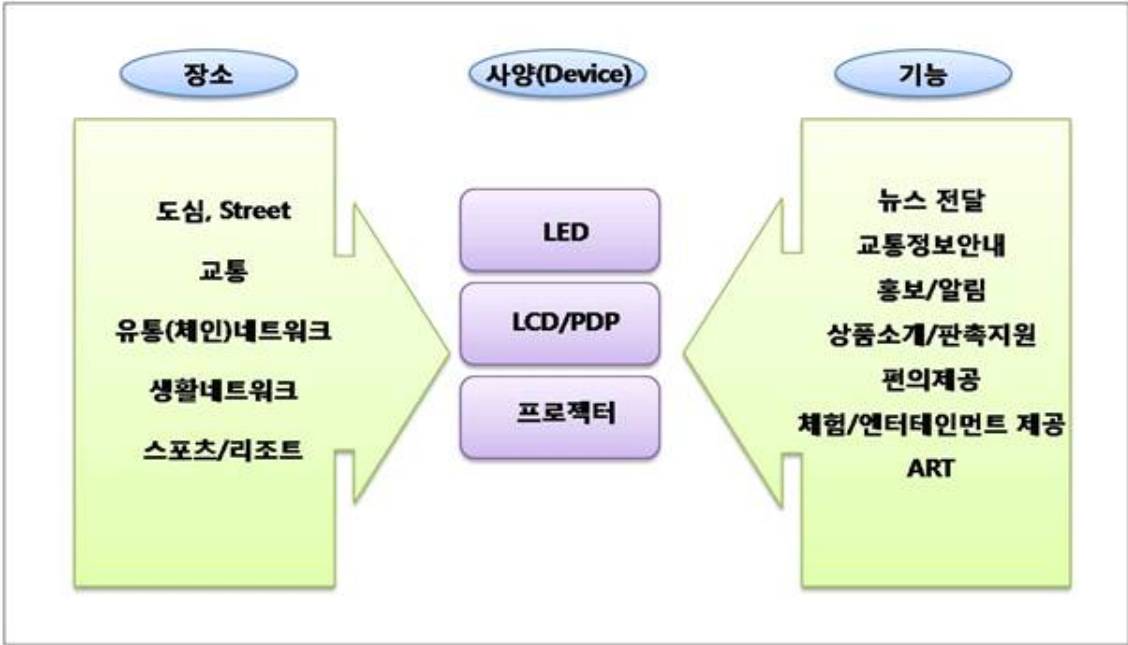 장소
사양(Device)
기능
도심, Street
교통
유통(체인)네트워크
생활네트워크
스포츠/리조트
LED
LCD/PDP
프로젝터
뉴스 전달
교통정보안내
홍보/알림
상품소개/판촉지원
편의제공
체험/엔터테인먼트 제공
ART